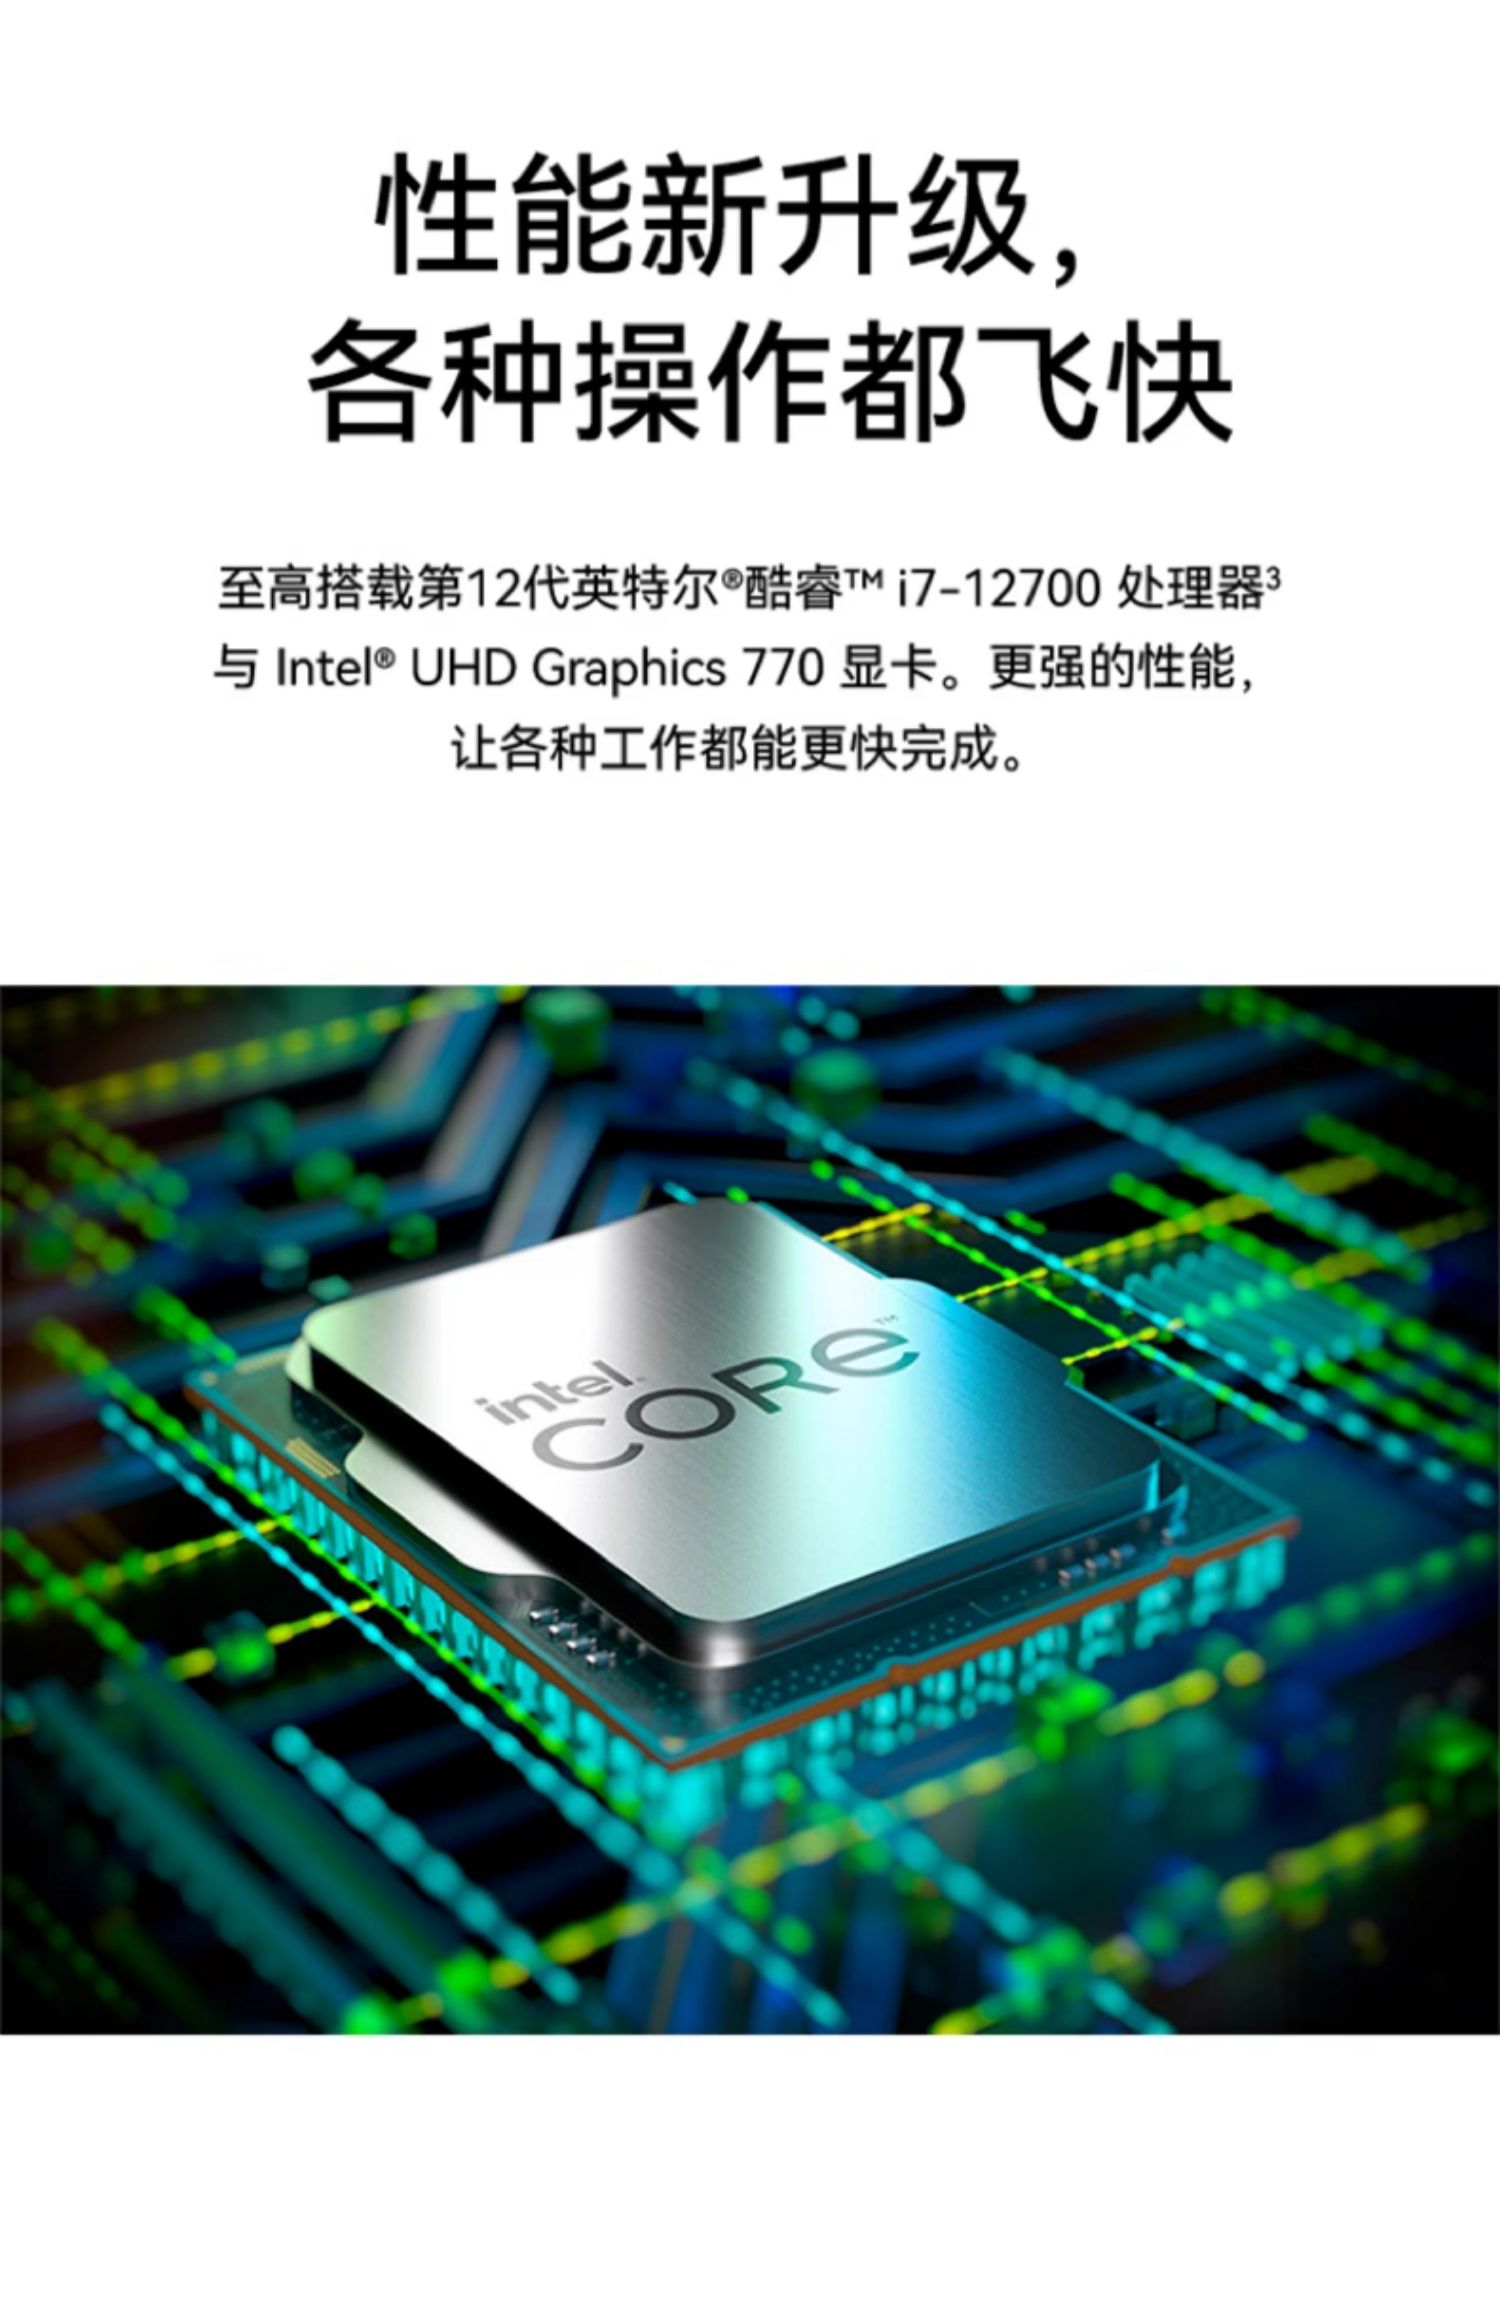 性能新升级，
各种操作都飞快
至高搭载第12代英特尔®酷睿™ i7-12700 处理器³
与 Intel® UHD Graphics 770 显卡。更强的性能，
让各种工作都能更快完成。
intel.
CORe™